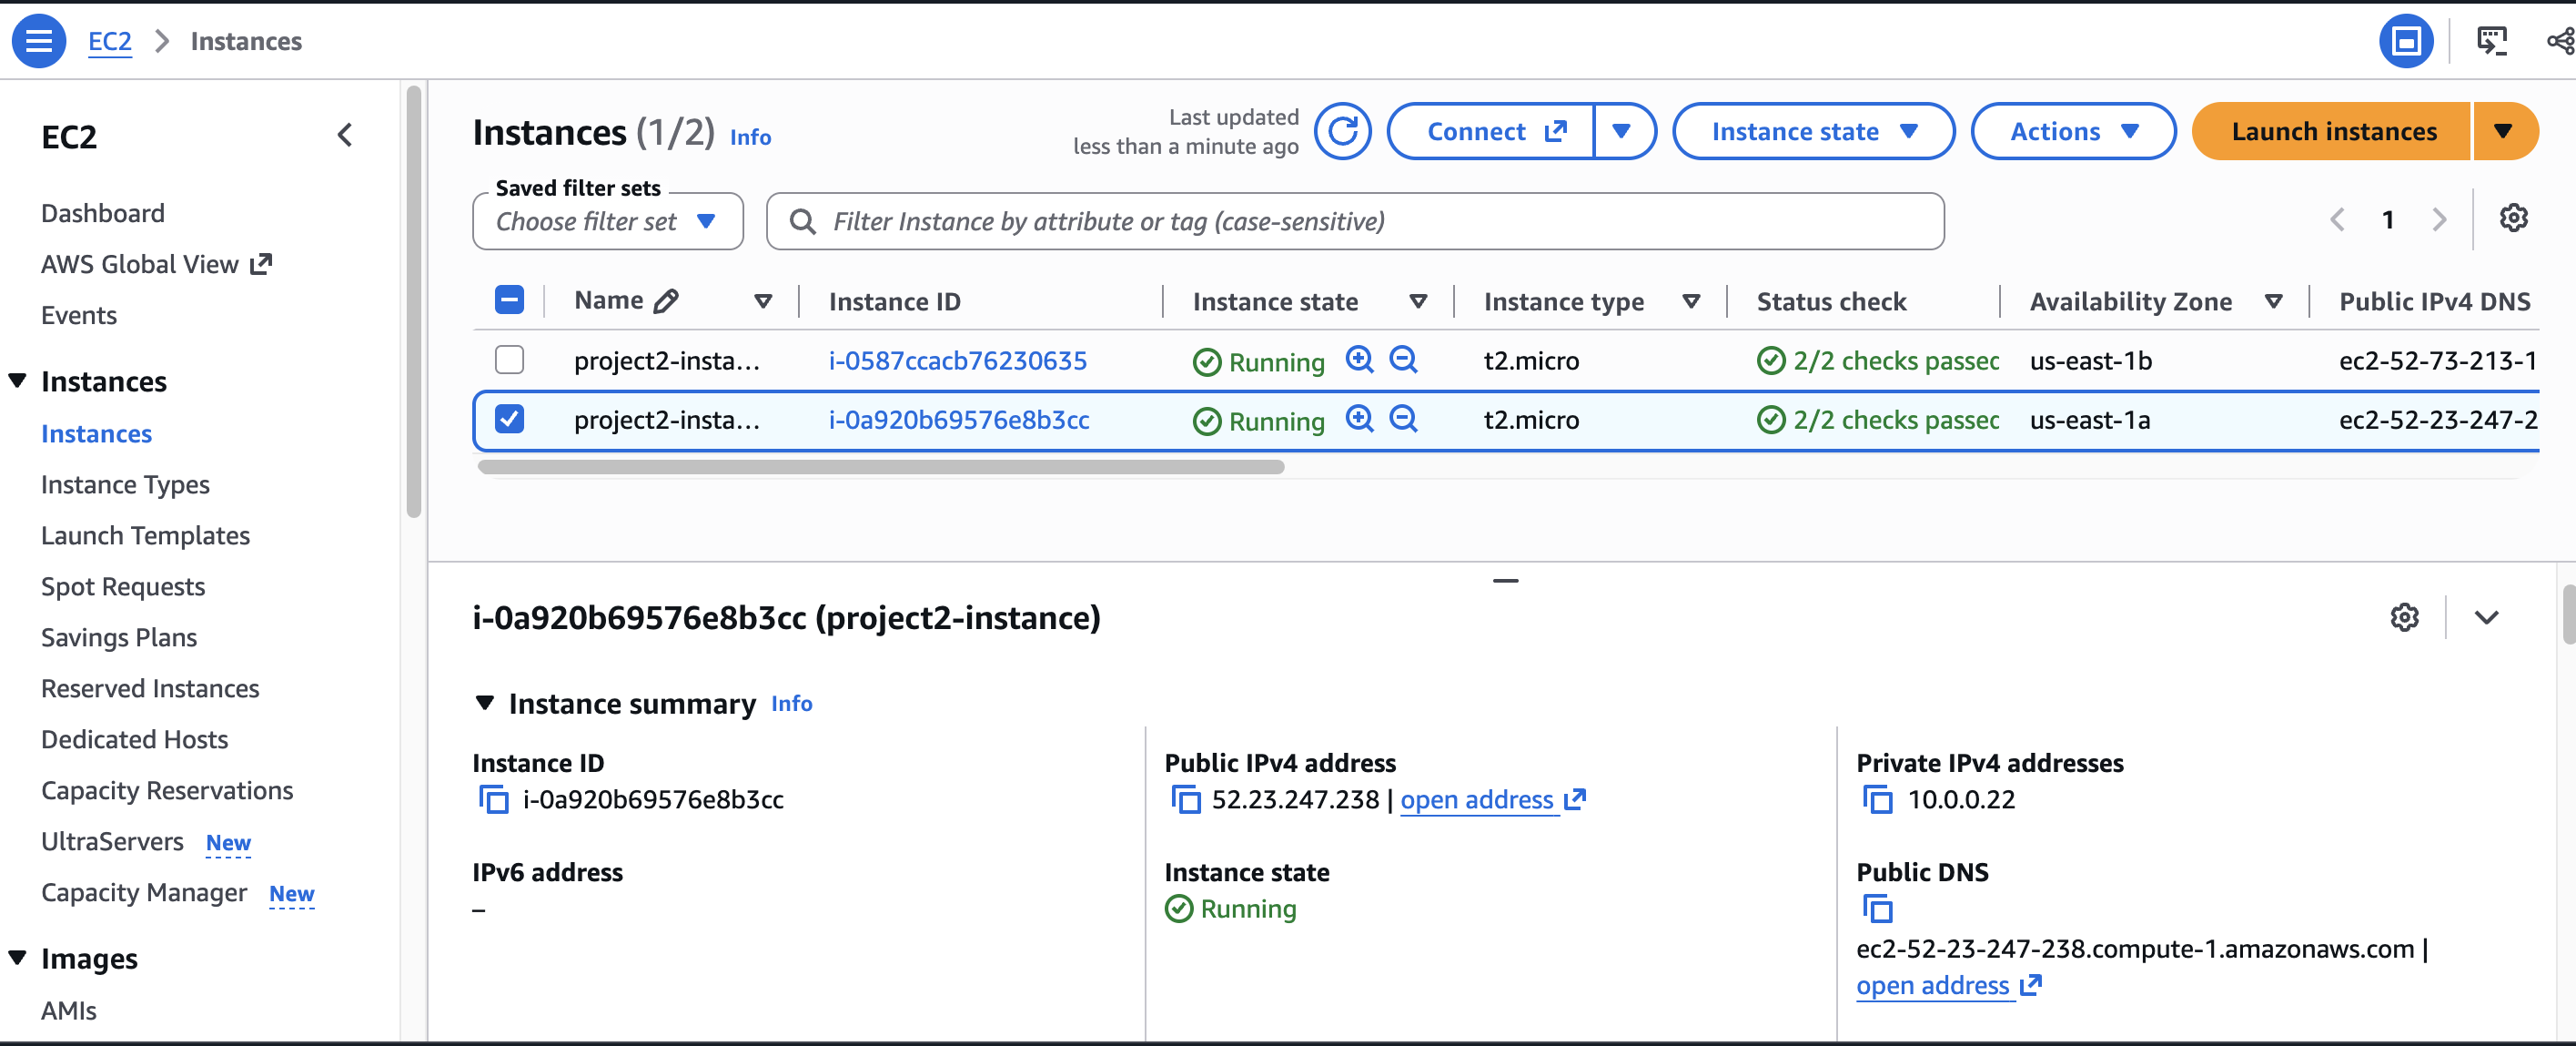 EC2 > Instances
EC2
Dashboard
AWS Global View
Events
Instances
Instances
Instance Types
Launch Templates
Spot Requests
Savings Plans
Reserved Instances
Dedicated Hosts
Capacity Reservations
UltraServers New
Capacity Manager New
Images
AMIs
Instances (1/2) Info
Last updated
less than a minute ago
Connect
Instance state
Actions
Launch instances
Saved filter sets
Choose filter set
Filter Instance by attribute or tag (case-sensitive)
1
Name Instance ID Instance state Instance type Status check Availability Zone Public IPv4 DNS
project2-insta... i-0587ccacb76230635 Running t2.micro 2/2 checks passed us-east-1b ec2-52-73-213-1
project2-insta... i-0a920b69576e8b3cc Running t2.micro 2/2 checks passed us-east-1a ec2-52-23-247-2
i-0a920b69576e8b3cc (project2-instance)
Instance summary Info
Instance ID
i-0a920b69576e8b3cc
Public IPv4 address
52.23.247.238 | open address
Private IPv4 addresses
10.0.0.22
IPv6 address
–
Instance state
Running
Public DNS
ec2-52-23-247-238.compute-1.amazonaws.com |
open address